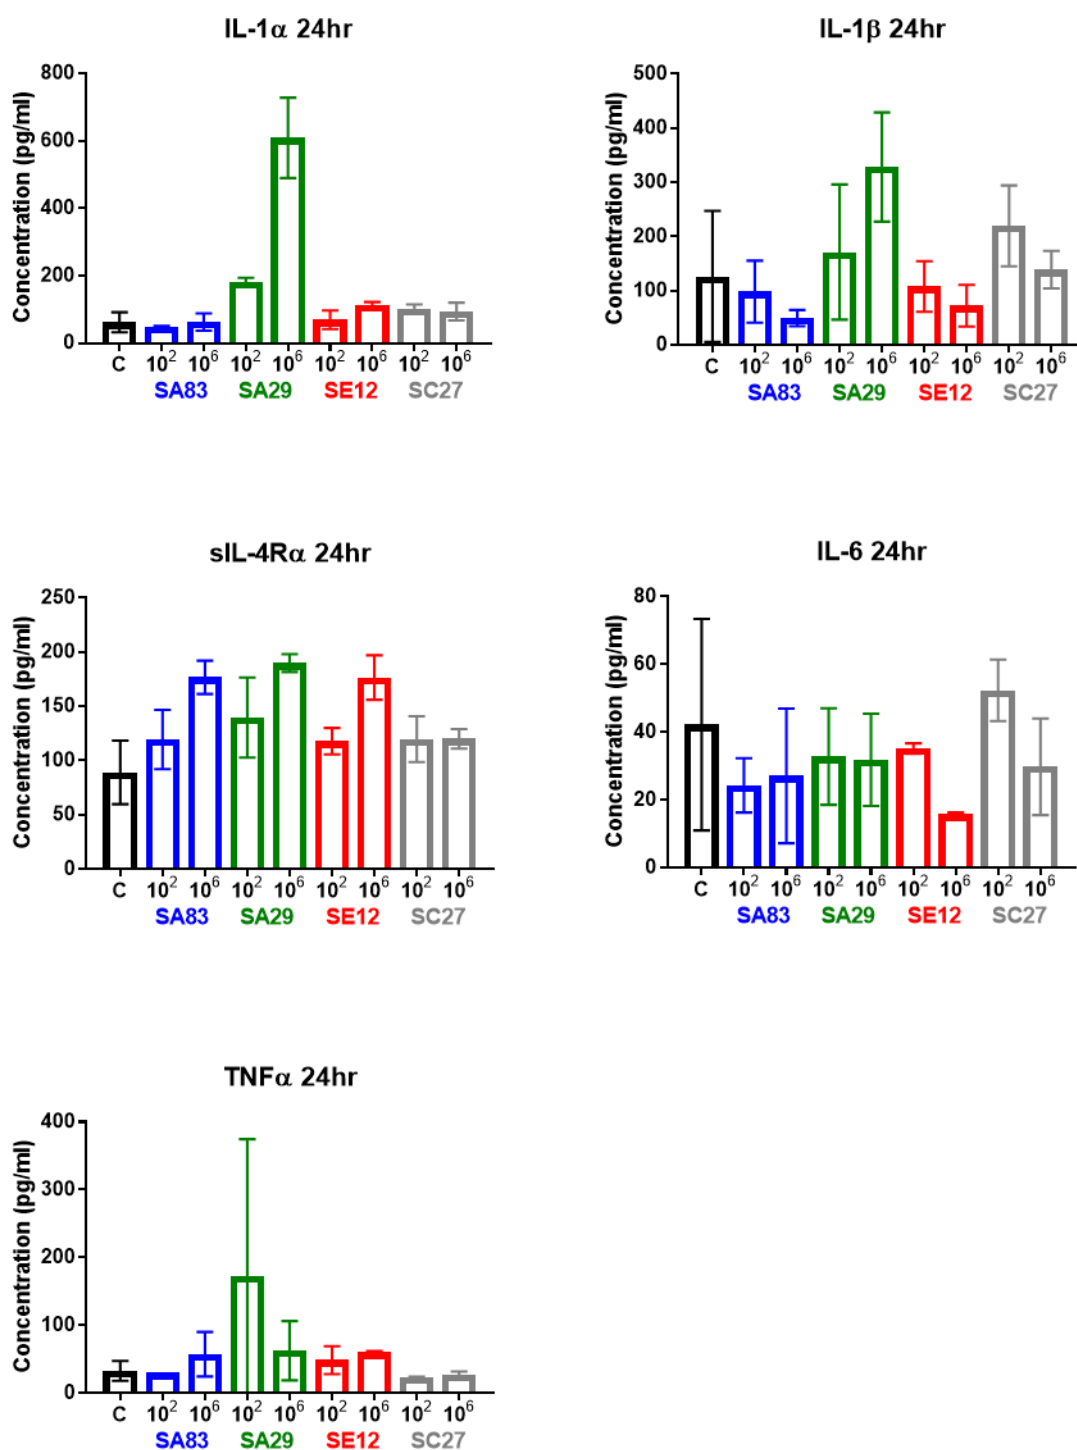 IL-1α 24hr
Concentration (pg/ml)
800
600
400
200
0
C 10² 10⁶ 10² 10⁶ 10² 10⁶ 10² 10⁶
SA83 SA29 SE12 SC27
IL-1β 24hr
Concentration (pg/ml)
500
400
300
200
100
0
C 10² 10⁶ 10² 10⁶ 10² 10⁶ 10² 10⁶
SA83 SA29 SE12 SC27
sIL-4Rα 24hr
Concentration (pg/ml)
250
200
150
100
50
0
C 10² 10⁶ 10² 10⁶ 10² 10⁶ 10² 10⁶
SA83 SA29 SE12 SC27
IL-6 24hr
Concentration (pg/ml)
80
60
40
20
0
C 10² 10⁶ 10² 10⁶ 10² 10⁶ 10² 10⁶
SA83 SA29 SE12 SC27
TNFα 24hr
Concentration (pg/ml)
400
300
200
100
0
C 10² 10⁶ 10² 10⁶ 10² 10⁶ 10² 10⁶
SA83 SA29 SE12 SC27